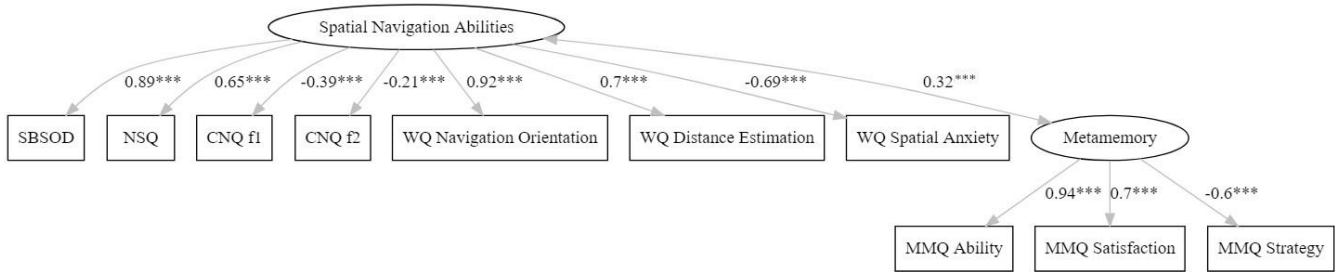 Spatial Navigation Abilities
0.89*** 0.65*** -0.39*** -0.21*** 0.92*** 0.7*** -0.69*** 0.32***
SBSOD NSQ CNQ f1 CNQ f2 WQ Navigation Orientation WQ Distance Estimation WQ Spatial Anxiety Metamemory
0.94*** 0.7*** -0.6***
MMQ Ability MMQ Satisfaction MMQ Strategy